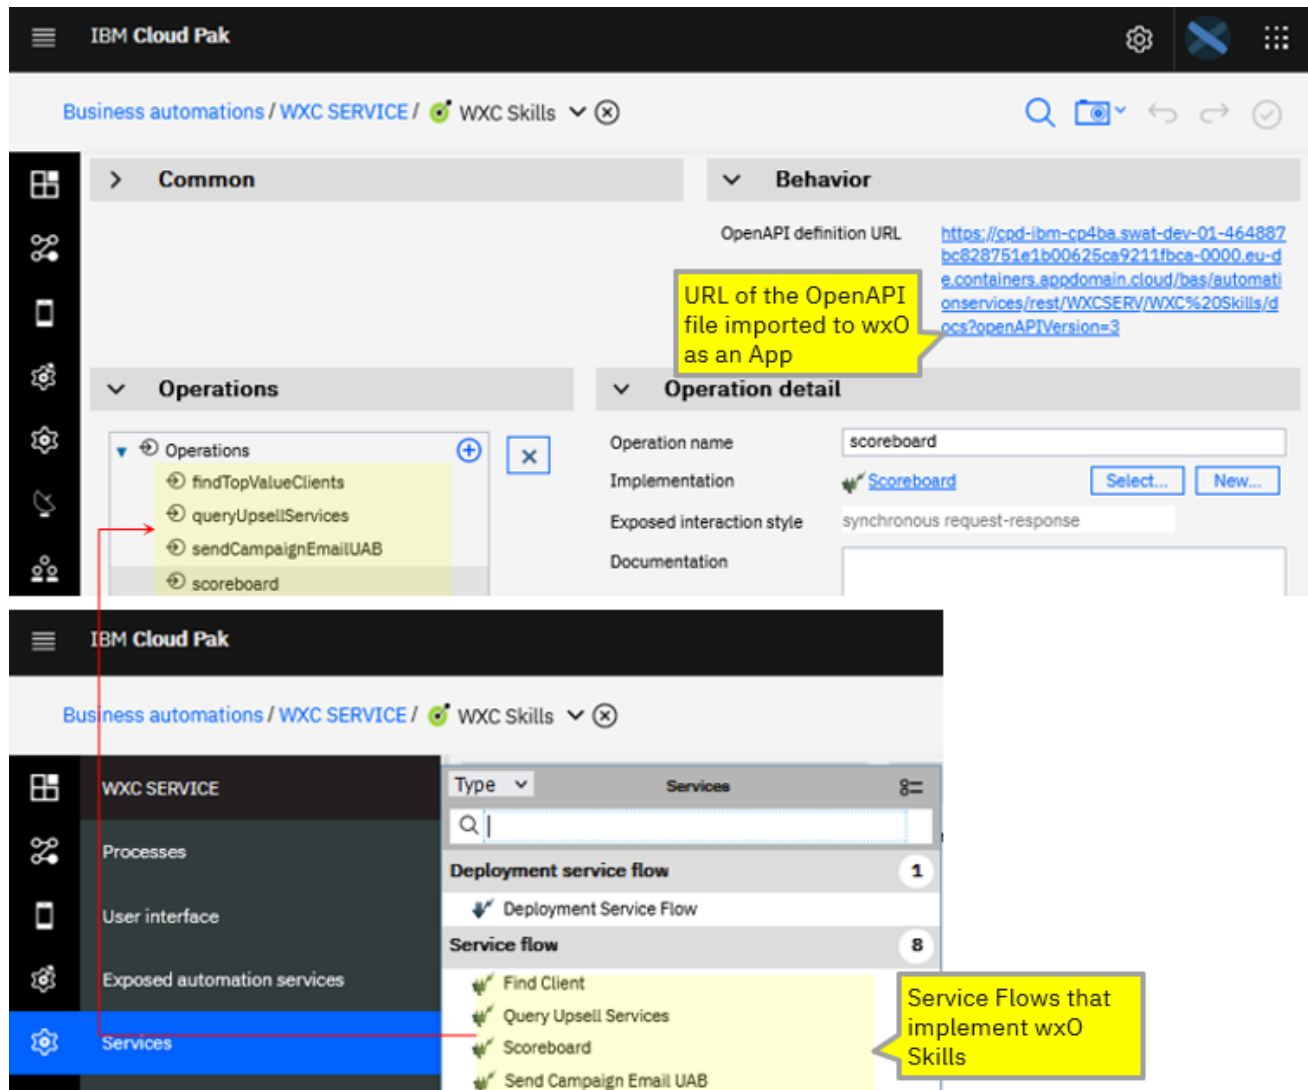 IBM Cloud Pak
Business automations / WXC SERVICE / WXC Skills
Common
Behavior
OpenAPI definition URL
https://cpd-ibm-cp4ba.swat-dev-01-464887
bc828751e1b00625ca9211fbca-0000.eu-d
e.containers.appdomain.cloud/bas/automati
onservices/rest/WXCSERV/WXC%20Skills/d
ocs?openAPIVersion=3
URL of the OpenAPI
file imported to wxO
as an App
Operations
Operations
findTopValueClients
queryUpsellServices
sendCampaignEmailUAB
scoreboard
Operation detail
Operation name
scoreboard
Implementation
Scoreboard
Select...
New...
Exposed interaction style
synchronous request-response
Documentation
IBM Cloud Pak
Business automations / WXC SERVICE / WXC Skills
WXC SERVICE
Processes
User interface
Exposed automation services
Services
Type
Services
Deployment service flow 1
Deployment Service Flow
Service flow 8
Find Client
Query Upsell Services
Scoreboard
Send Campaign Email UAB
Service Flows that
implement wxO
Skills